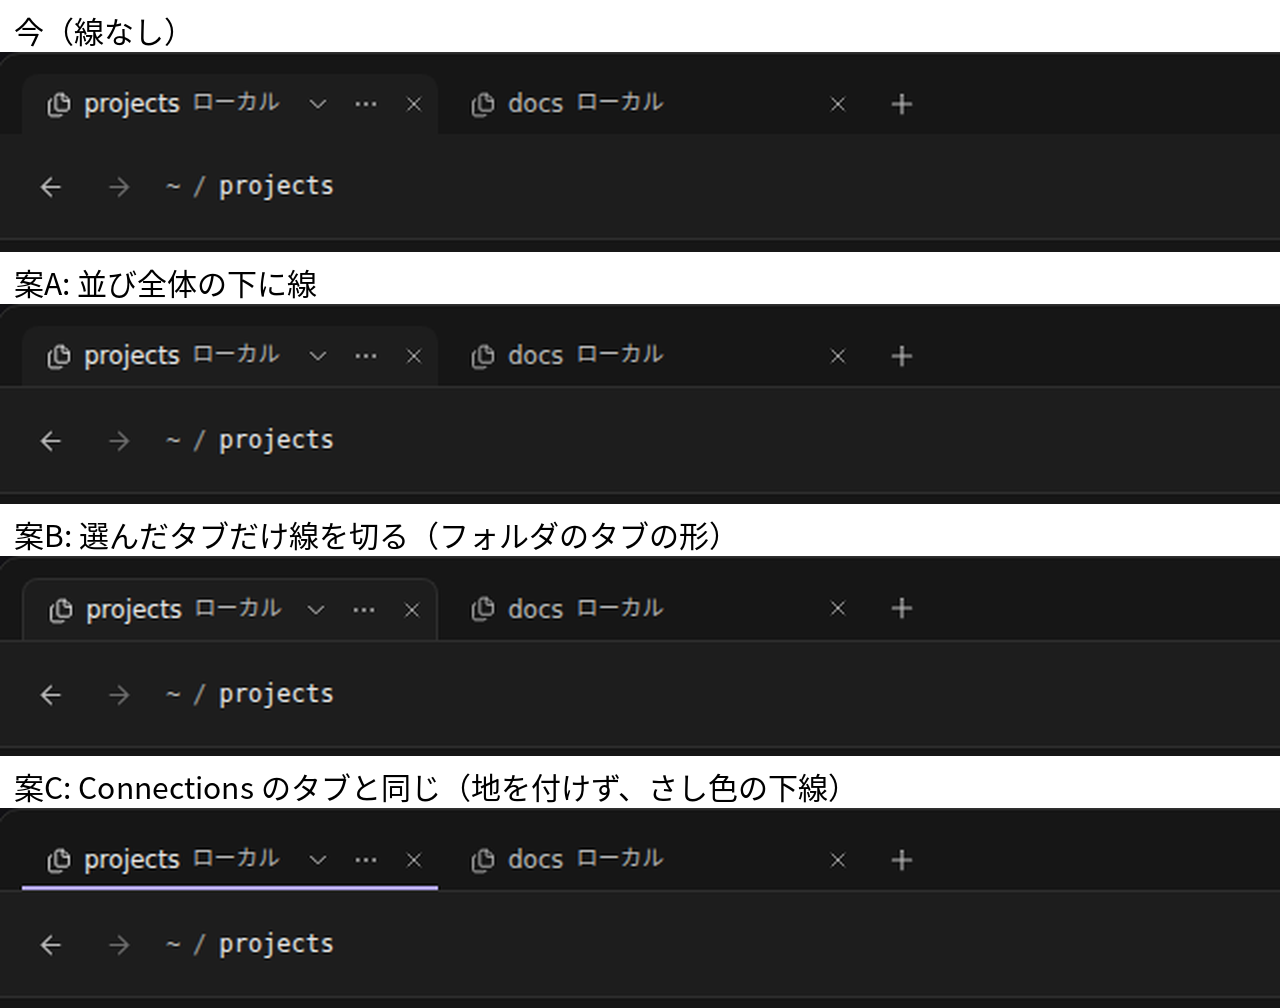 今（線なし）
projects ローカル docs ローカル
~ / projects
案A: 並び全体の下に線
projects ローカル docs ローカル
~ / projects
案B: 選んだタブだけ線を切る（フォルダのタブの形）
projects ローカル docs ローカル
~ / projects
案C: Connections のタブと同じ（地を付けず、さし色の下線）
projects ローカル docs ローカル
~ / projects